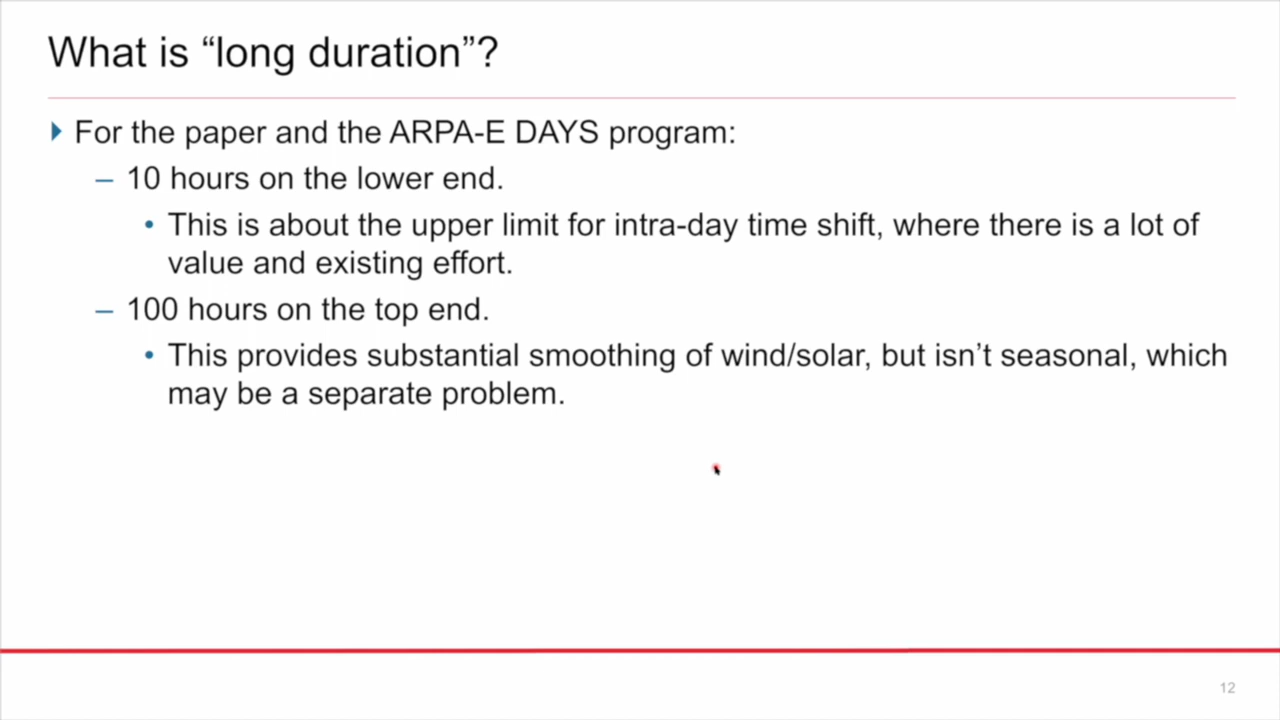 What is “long duration”?
For the paper and the ARPA-E DAYS program:
– 10 hours on the lower end.
• This is about the upper limit for intra-day time shift, where there is a lot of
value and existing effort.
– 100 hours on the top end.
• This provides substantial smoothing of wind/solar, but isn’t seasonal, which
may be a separate problem.
12